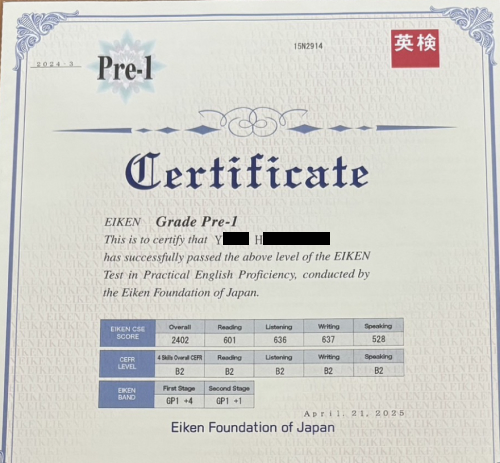 15N2914
英検
2024-3
Pre-1
Certificate
EIKEN Grade Pre-1
This is to certify that Y H
has successfully passed the above level of the EIKEN
Test in Practical English Proficiency, conducted by
the Eiken Foundation of Japan.
EIKEN CSE SCORE Overall Reading Listening Writing Speaking
2402 601 636 637 528
CEFR LEVEL 4 Skills Overall CEFR Reading Listening Writing Speaking
B2 B2 B2 B2 B2
EIKEN BAND First Stage Second Stage
GP1 +4 GP1 +1
April. 21, 2025
Eiken Foundation of Japan